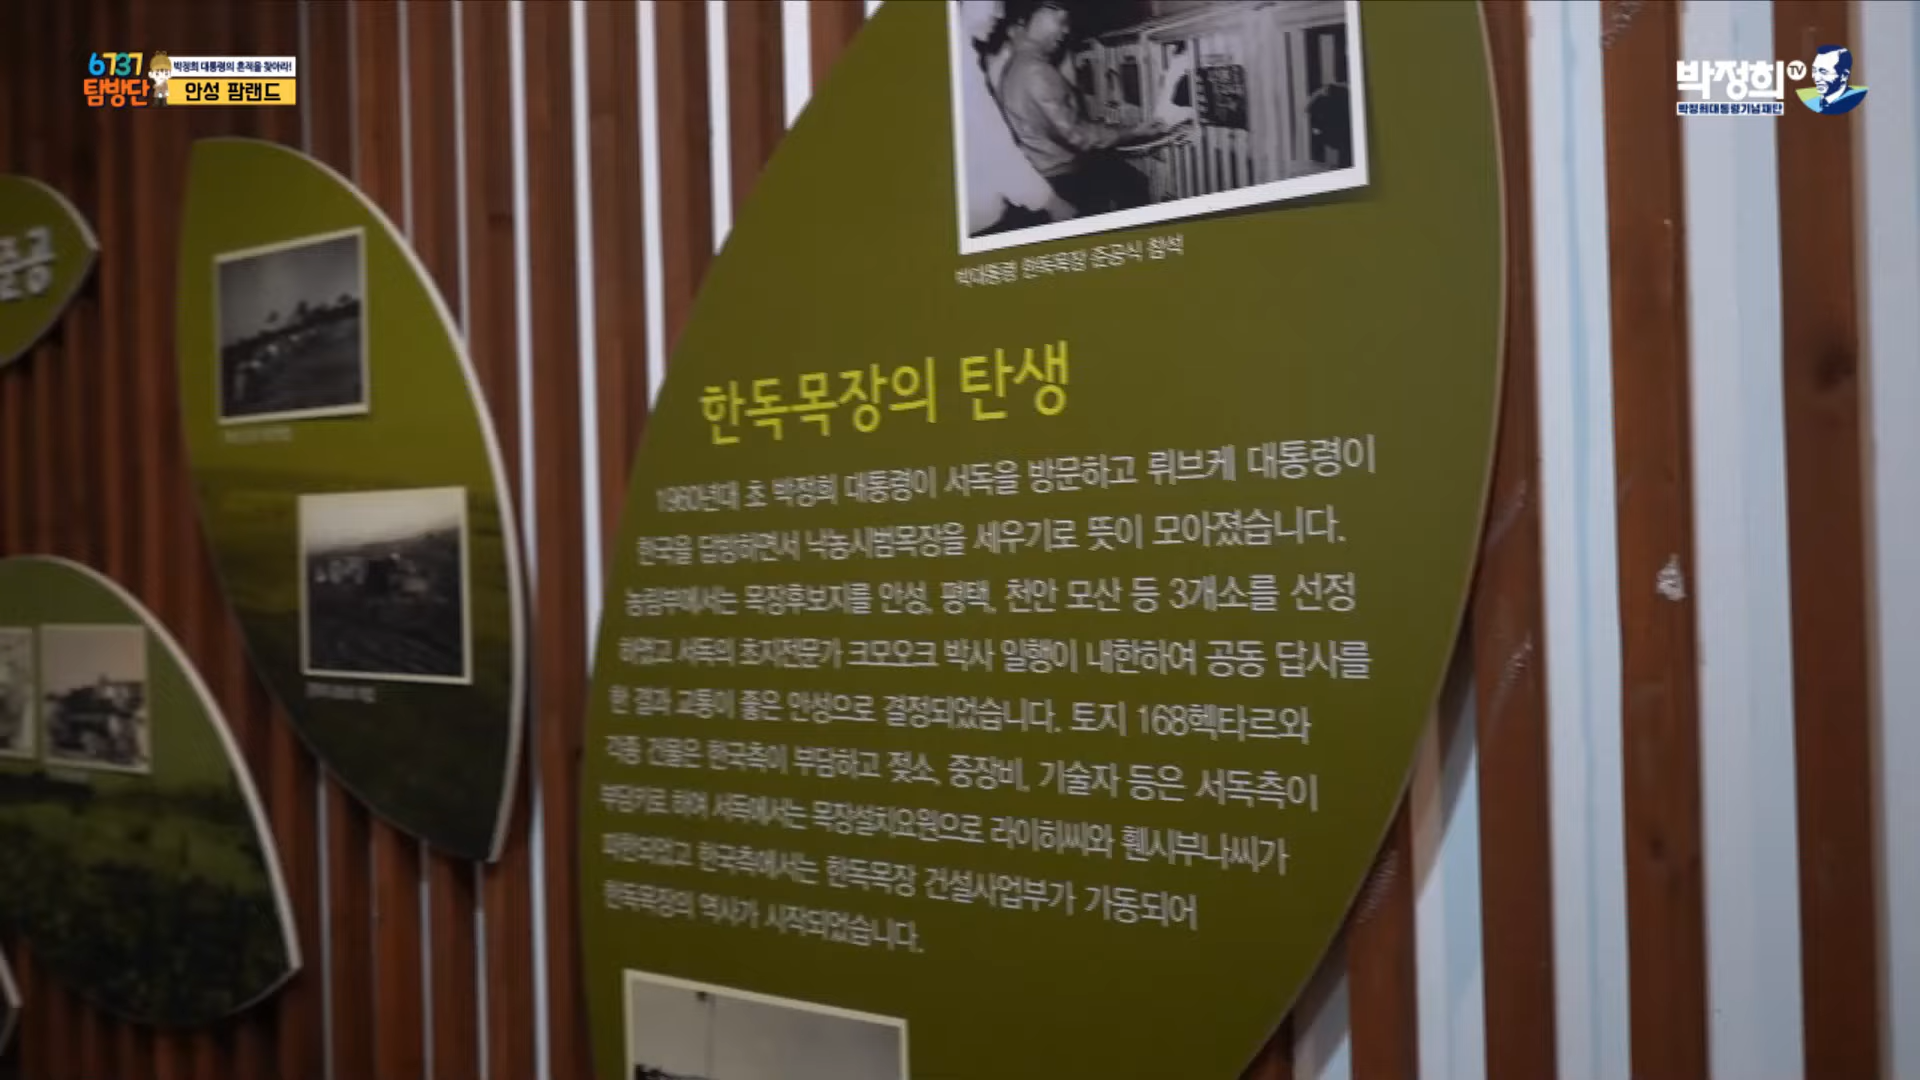 6737
탐방단
박정희 대통령의 흔적을 찾아라!
안성 팜랜드
박정희TV
박정희대통령기념재단
준공
박대통령 한독목장 준공식 참석
한독목장의 탄생
1960년대 초 박정희 대통령이 서독을 방문하고 뤼브케 대통령이
한국을 답방하면서 낙농시범목장을 세우기로 뜻이 모아졌습니다.
농림부에서는 목장후보지를 안성, 평택, 천안 모산 등 3개소를 선정
하였고 서독의 초지전문가 크모오크 박사 일행이 내한하여 공동 답사를
한 결과 교통이 좋은 안성으로 결정되었습니다. 토지 168헥타르와
각종 건물은 한국측이 부담하고 젖소, 중장비, 기술자 등은 서독측이
부담키로 하여 서독에서는 목장설치요원으로 라이히씨와 휀시부나씨가
파한되었고 한국측에서는 한독목장 건설사업부가 가동되어
한독목장의 역사가 시작되었습니다.